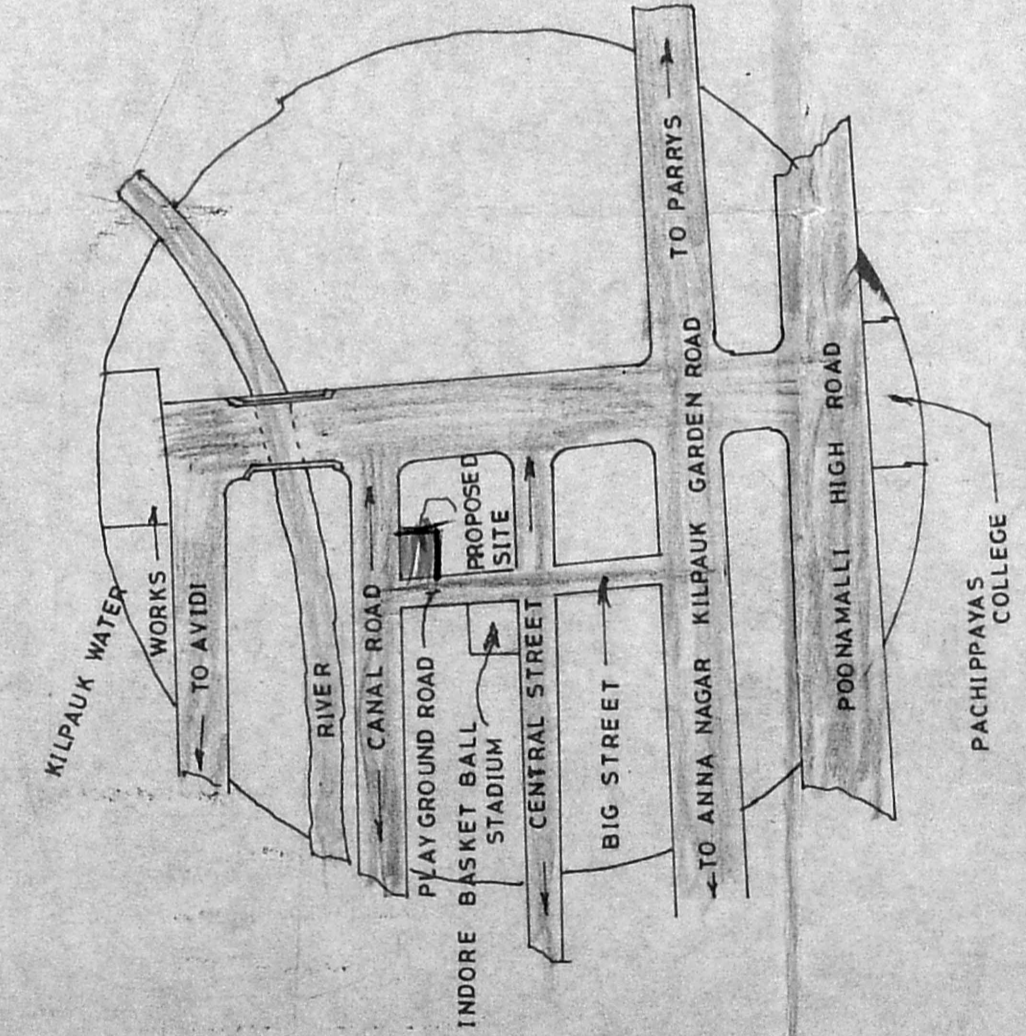 KILPAUK WATER
WORKS
TO AVIDI
RIVER
CANAL ROAD
PLAY GROUND ROAD
PROPOSED
SITE
INDORE BASKET BALL
STADIUM
CENTRAL STREET
BIG STREET
TO PARRYS
TO ANNA NAGAR KILPAUK GARDEN ROAD
POONAMALLI HIGH ROAD
PACHIPPAYAS
COLLEGE